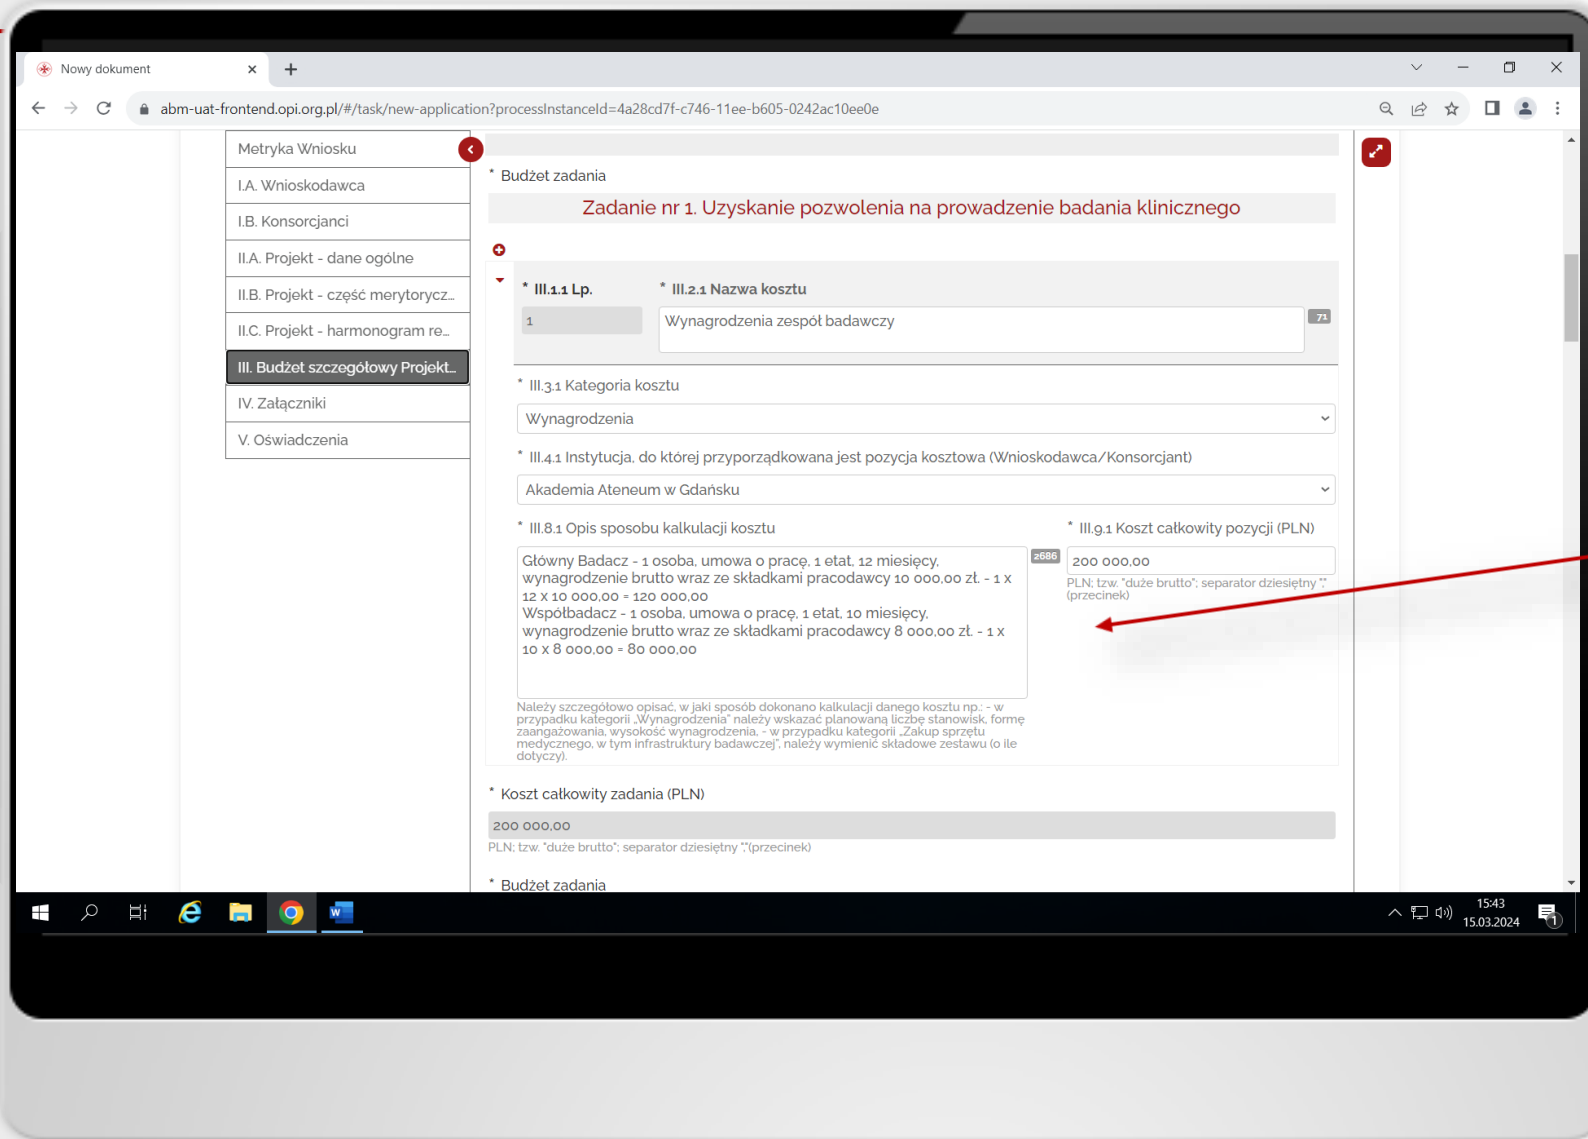 Nowy dokument
abm-uat-frontend.opi.org.pl/#/task/new-application?processInstanceId=4a28cd7f-c746-11ee-b605-0242ac10ee0e
Metryka Wniosku
I.A. Wnioskodawca
I.B. Konsorcjanci
II.A. Projekt - dane ogólne
II.B. Projekt - część merytorycz...
II.C. Projekt - harmonogram re...
III. Budżet szczegółowy Projekt...
IV. Załączniki
V. Oświadczenia
* Budżet zadania
Zadanie nr 1. Uzyskanie pozwolenia na prowadzenie badania klinicznego
* III.1.1 Lp.
* III.2.1 Nazwa kosztu
1
Wynagrodzenia zespół badawczy
71
* III.3.1 Kategoria kosztu
Wynagrodzenia
* III.4.1 Instytucja, do której przyporządkowana jest pozycja kosztowa (Wnioskodawca/Konsorcjant)
Akademia Ateneum w Gdańsku
* III.8.1 Opis sposobu kalkulacji kosztu
* III.9.1 Koszt całkowity pozycji (PLN)
Główny Badacz - 1 osoba, umowa o pracę, 1 etat, 12 miesięcy,
wynagrodzenie brutto wraz ze składkami pracodawcy 10 000,00 zł. - 1 x
12 x 10 000,00 = 120 000,00
Współbadacz - 1 osoba, umowa o pracę, 1 etat, 10 miesięcy,
wynagrodzenie brutto wraz ze składkami pracodawcy 8 000,00 zł. - 1 x
10 x 8 000,00 = 80 000,00
2686
200 000,00
PLN; tzw. "duże brutto"; separator dziesiętny ","
(przecinek)
Należy szczegółowo opisać, w jaki sposób dokonano kalkulacji danego kosztu np.: - w
przypadku kategorii „Wynagrodzenia" należy wskazać planowaną liczbę stanowisk, formę
zaangażowania, wysokość wynagrodzenia, - w przypadku kategorii „Zakup sprzętu
medycznego, w tym infrastruktury badawczej", należy wymienić składowe zestawu (o ile
dotyczy).
* Koszt całkowity zadania (PLN)
200 000,00
PLN; tzw. "duże brutto"; separator dziesiętny ","(przecinek)
* Budżet zadania
15:43
15.03.2024
1